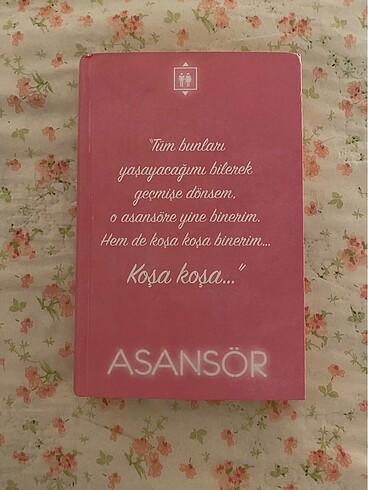 "Tüm bunları
yaşayacağımı bilerek
geçmişe dönsem,
o asansöre yine binerim.
Hem de koşa koşa binerim...
Koşa koşa..."
ASANSÖR